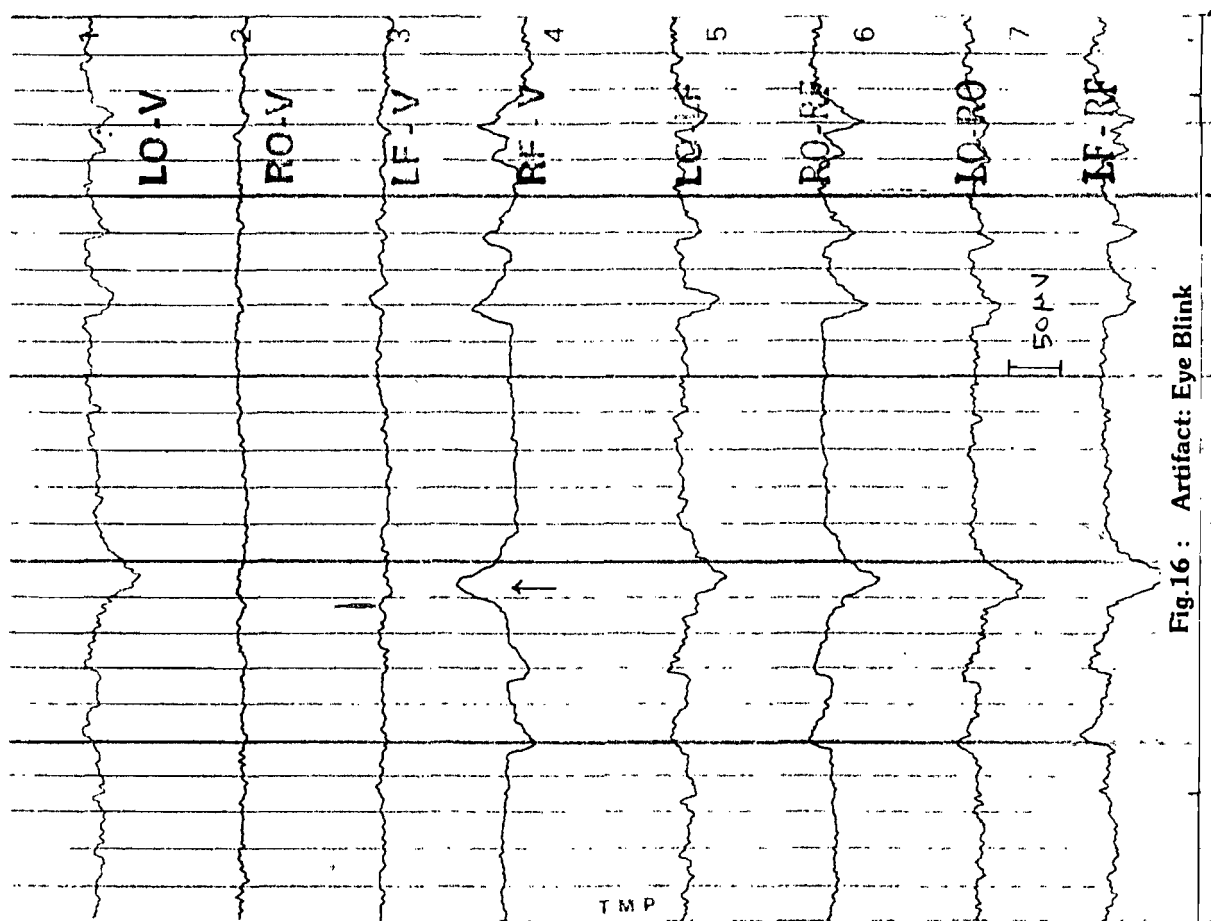 1
2
3
4
5
6
7
LO-V
RO-V
LF-V
RF-V
RO-RF
LO-RO
LF-RF
50µV
Fig.16 : Artifact: Eye Blink
TMP